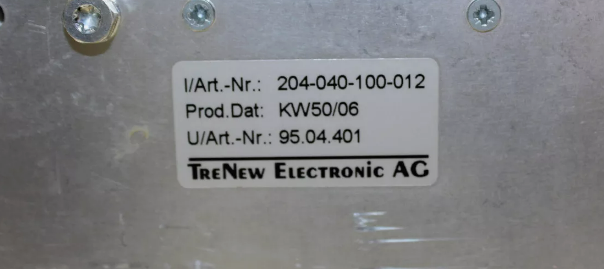 I/Art.-Nr.: 204-040-100-012
Prod.Dat: KW50/06
U/Art.-Nr.: 95.04.401
TRENEW ELECTRONIC AG